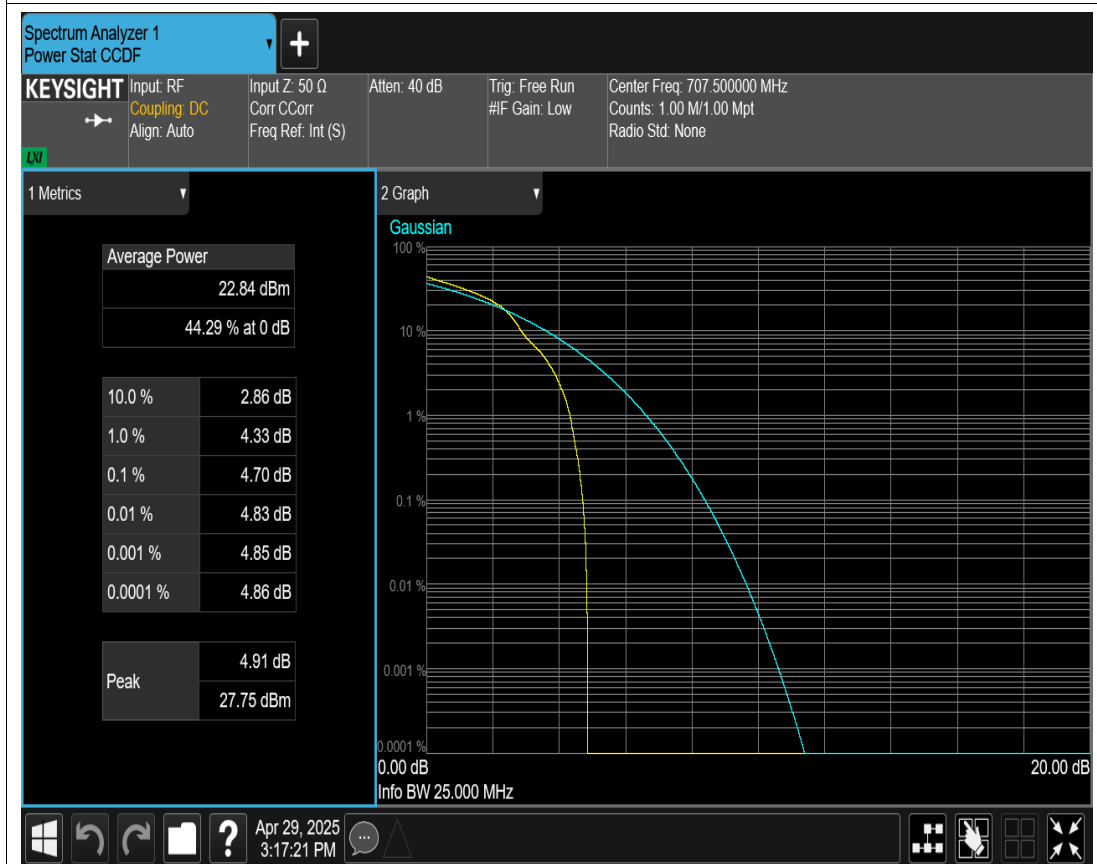 Spectrum Analyzer 1
Power Stat CCDF
KEYSIGHT
LXI
Input: RF
Coupling: DC
Align: Auto
Input Z: 50 Ω
Corr CCorr
Freq Ref: Int (S)
Atten: 40 dB
Trig: Free Run
#IF Gain: Low
Center Freq: 707.500000 MHz
Counts: 1.00 M/1.00 Mpt
Radio Std: None
1 Metrics
Average Power
22.84 dBm
44.29 % at 0 dB
10.0 % 2.86 dB
1.0 % 4.33 dB
0.1 % 4.70 dB
0.01 % 4.83 dB
0.001 % 4.85 dB
0.0001 % 4.86 dB
Peak
4.91 dB
27.75 dBm
2 Graph
Gaussian
100 %
10 %
1 %
0.1 %
0.01 %
0.001 %
0.0001 %
0.00 dB 20.00 dB
Info BW 25.000 MHz
?
Apr 29, 2025
3:17:21 PM